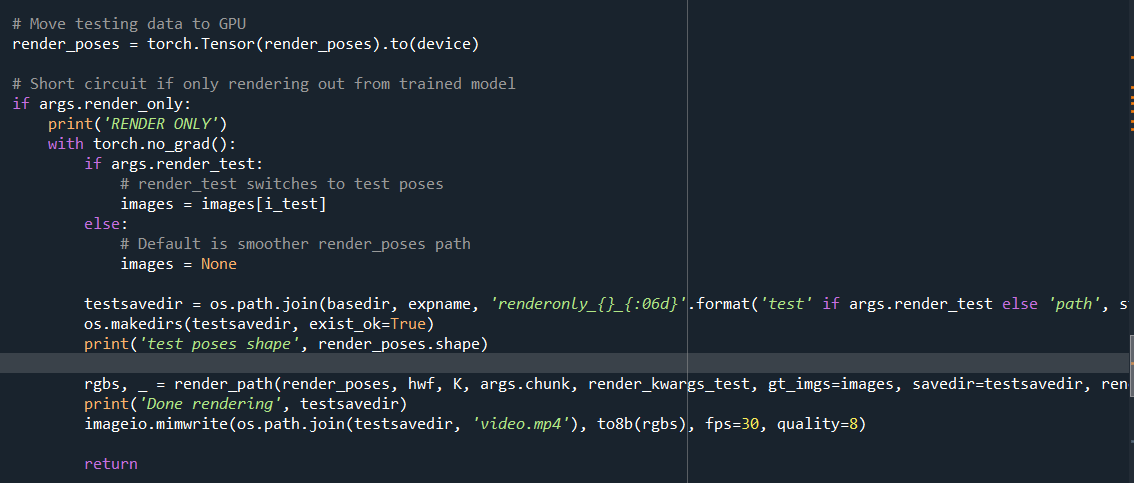 # Move testing data to GPU
render_poses = torch.Tensor(render_poses).to(device)
# Short circuit if only rendering out from trained model
if args.render_only:
print('RENDER ONLY')
with torch.no_grad():
if args.render_test:
# render_test switches to test poses
images = images[i_test]
else:
# Default is smoother render_poses path
images = None
testsavedir = os.path.join(basedir, expname, 'renderonly_{}_{:06d}'.format('test' if args.render_test else 'path',
os.makedirs(testsavedir, exist_ok=True)
print('test poses shape', render_poses.shape)
rgbs, _ = render_path(render_poses, hwf, K, args.chunk, render_kwargs_test, gt_imgs=images, savedir=testsavedir, ren
print('Done rendering', testsavedir)
imageio.mimwrite(os.path.join(testsavedir, 'video.mp4'), to8b(rgbs), fps=30, quality=8)
return